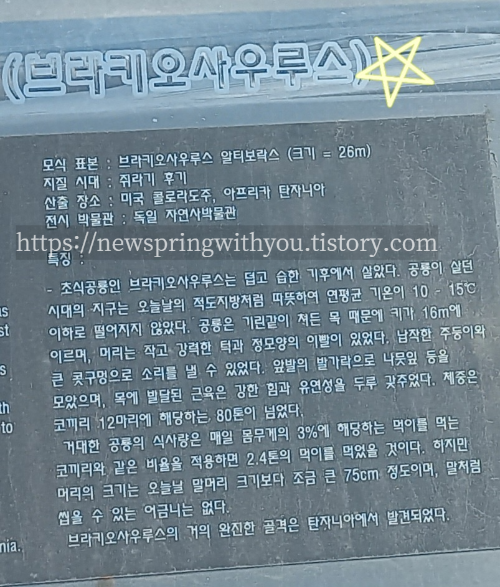 (브라키오사우루스)
모식 표본 : 브라키오사우루스 알티보락스 (크기 = 26m)
지질 시대 : 쥐라기 후기
산출 장소 : 미국 콜로라도주, 아프리카 탄자니아
전시 박물관 : 독일 자연사박물관
https://newspringwithyou.tistory.com
특징 :
- 초식공룡인 브라키오사우루스는 덥고 습한 기후에서 살았다. 공룡이 살던
시대의 지구는 오늘날의 적도지방처럼 따뜻하여 연평균 기온이 10 - 15℃
이하로 떨어지지 않았다. 공룡은 기린같이 쳐든 목 때문에 키가 16m에
이르며, 머리는 작고 강력한 턱과 정모양의 이빨이 있었다. 납작한 주둥이와
큰 콧구멍으로 소리를 낼 수 있었다. 앞발의 발가락으로 나뭇잎 등을
모았으며, 목에 발달된 근육은 강한 힘과 유연성을 두루 갖추었다. 체중은
코끼리 12마리에 해당하는 80톤이 넘었다.
거대한 공룡의 식사량은 매일 몸무게의 3%에 해당하는 먹이를 먹는
코끼리와 같은 비율을 적용하면 2.4톤의 먹이를 먹었을 것이다. 하지만
머리의 크기는 오늘날 말머리 크기보다 조금 큰 75cm 정도이며, 말처럼
씹을 수 있는 어금니는 없다.
브라키오사우루스의 거의 완진한 골격은 탄자니아에서 발견되었다.
to
nia.